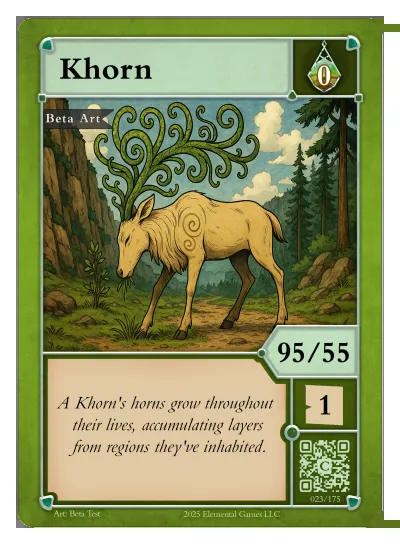 Khorn
0
Beta Art
95/55
A Khorn's horns grow throughout
their lives, accumulating layers
from regions they've inhabited.
1
C
023/175
Art: Beta Test
2025 Elemental Games LLC